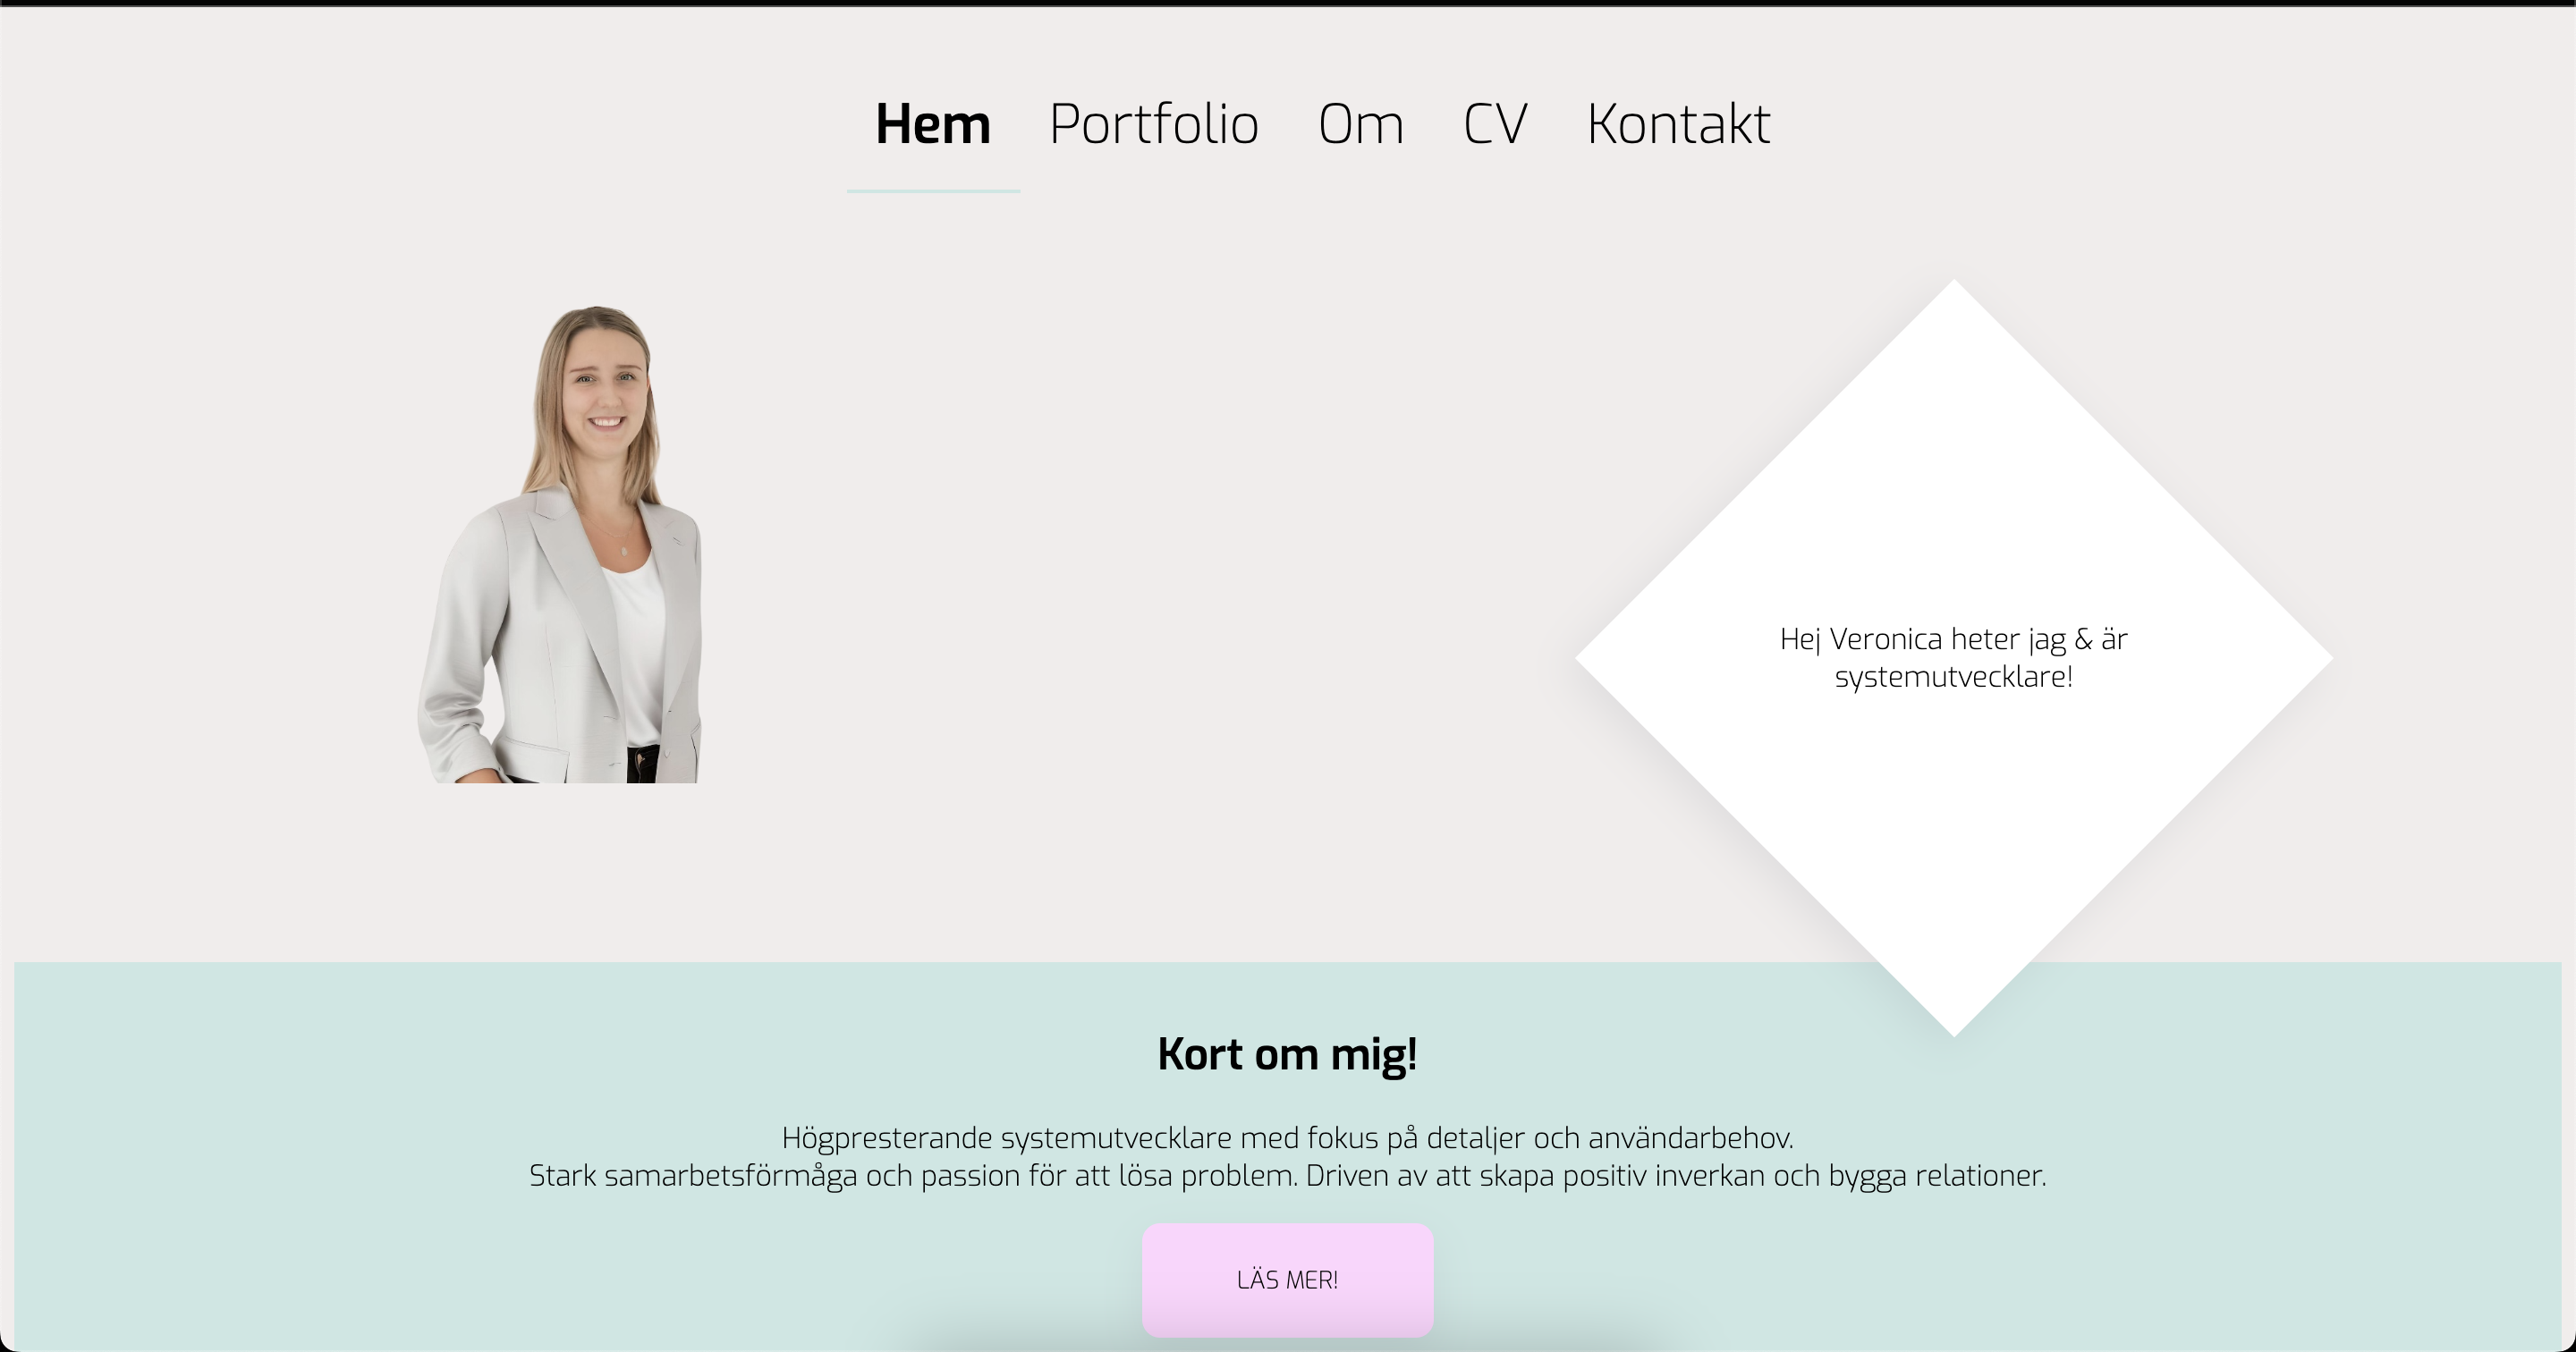 Hem Portfolio Om CV Kontakt
Hej Veronica heter jag & är
systemutvecklare!
Kort om mig!
Högpresterande systemutvecklare med fokus på detaljer och användarbehov.
Stark samarbetsförmåga och passion för att lösa problem. Driven av att skapa positiv inverkan och bygga relationer.
LÄS MER!